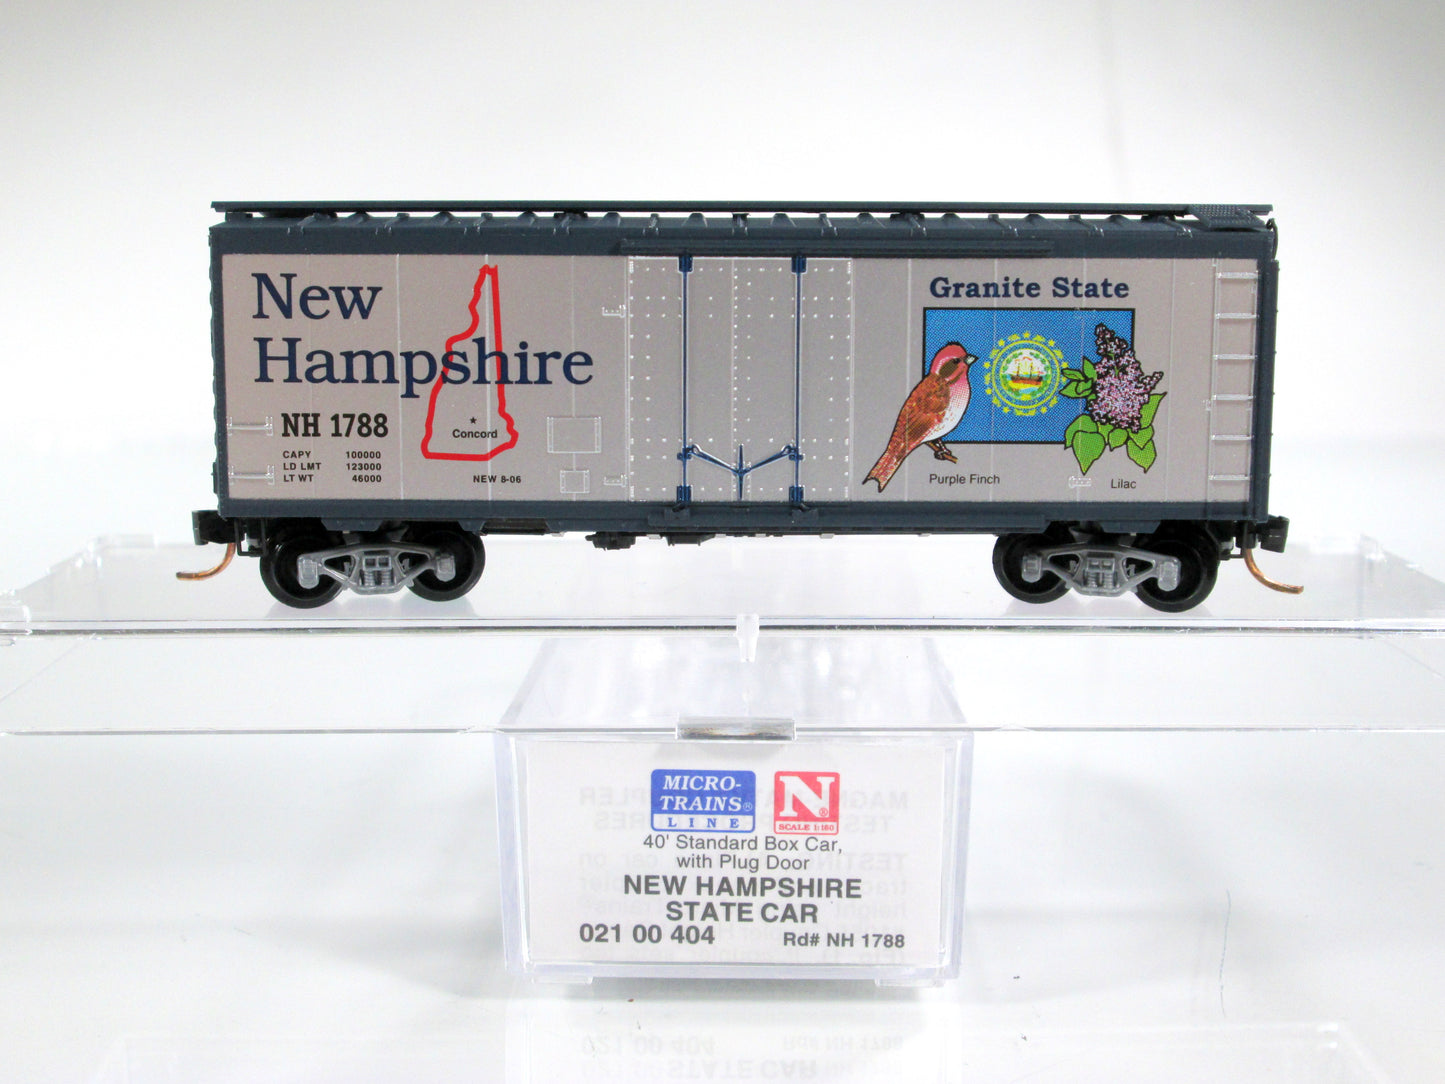 New
Hampshire
NH 1788
Concord
CAPY 100000
LD LMT 123000
LT WT 46000
NEW 8-06
Granite State
Purple Finch
Lilac
MICRO-
TRAINS®
LINE
N®
SCALE 1:160
40' Standard Box Car,
with Plug Door
NEW HAMPSHIRE
STATE CAR
021 00 404 Rd# NH 1788